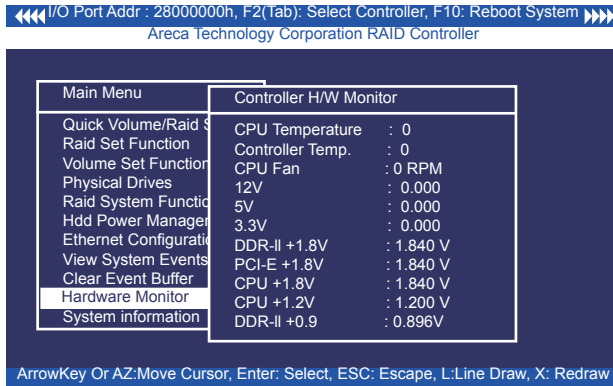 I/O Port Addr : 28000000h, F2(Tab): Select Controller, F10: Reboot System
Areca Technology Corporation RAID Controller
Main Menu
Quick Volume/Raid S
Raid Set Function
Volume Set Function
Physical Drives
Raid System Functio
Hdd Power Manager
Ethernet Configurati
View System Events
Clear Event Buffer
Hardware Monitor
System information
Controller H/W Monitor
CPU Temperature : 0
Controller Temp. : 0
CPU Fan : 0 RPM
12V : 0.000
5V : 0.000
3.3V : 0.000
DDR-II +1.8V : 1.840 V
PCI-E +1.8V : 1.840 V
CPU +1.8V : 1.840 V
CPU +1.2V : 1.200 V
DDR-II +0.9 : 0.896V
ArrowKey Or AZ:Move Cursor, Enter: Select, ESC: Escape, L:Line Draw, X: Redraw